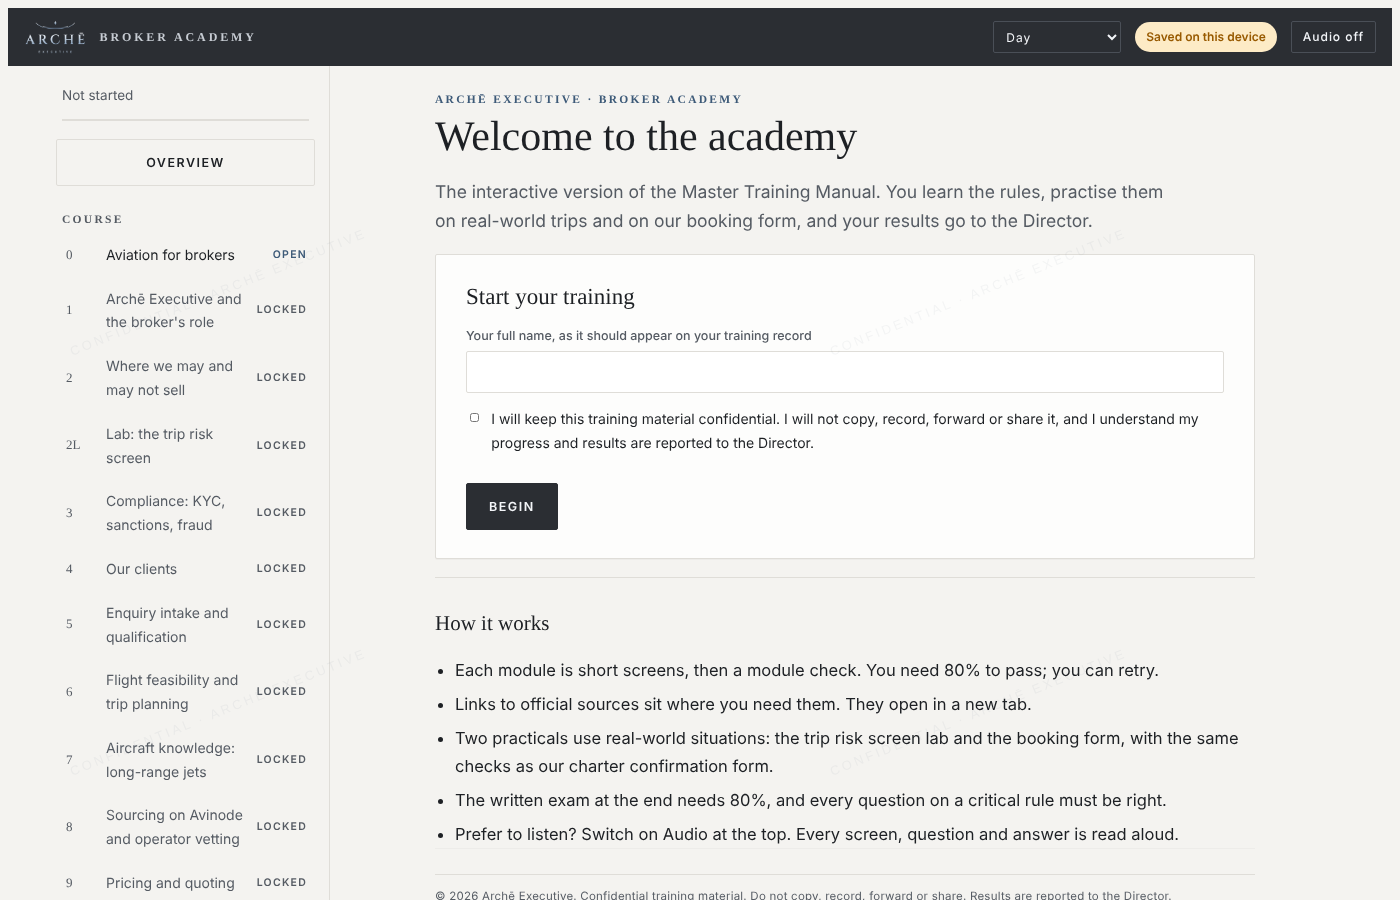 ARCHĒ
EXECUTIVE
BROKER ACADEMY
Day
Saved on this device
Audio off
Not started
OVERVIEW
COURSE
0 Aviation for brokers OPEN
1 Archē Executive and the broker's role LOCKED
2 Where we may and may not sell LOCKED
2L Lab: the trip risk screen LOCKED
3 Compliance: KYC, sanctions, fraud LOCKED
4 Our clients LOCKED
5 Enquiry intake and qualification LOCKED
6 Flight feasibility and trip planning LOCKED
7 Aircraft knowledge: long-range jets LOCKED
8 Sourcing on Avinode and operator vetting LOCKED
9 Pricing and quoting LOCKED
ARCHĒ EXECUTIVE · BROKER ACADEMY
Welcome to the academy
The interactive version of the Master Training Manual. You learn the rules, practise them
on real-world trips and on our booking form, and your results go to the Director.
Start your training
Your full name, as it should appear on your training record
I will keep this training material confidential. I will not copy, record, forward or share it, and I understand my
progress and results are reported to the Director.
BEGIN
How it works
• Each module is short screens, then a module check. You need 80% to pass; you can retry.
• Links to official sources sit where you need them. They open in a new tab.
• Two practicals use real-world situations: the trip risk screen lab and the booking form, with the same
checks as our charter confirmation form.
• The written exam at the end needs 80%, and every question on a critical rule must be right.
• Prefer to listen? Switch on Audio at the top. Every screen, question and answer is read aloud.
© 2026 Archē Executive. Confidential training material. Do not copy, record, forward or share. Results are reported to the Director.
CONFIDENTIAL ARCHĒ EXECUTIVE
CONFIDENTIAL ARCHĒ EXECUTIVE
CONFIDENTIAL ARCHĒ EXECUTIVE
CONFIDENTIAL ARCHĒ EXECUTIVE